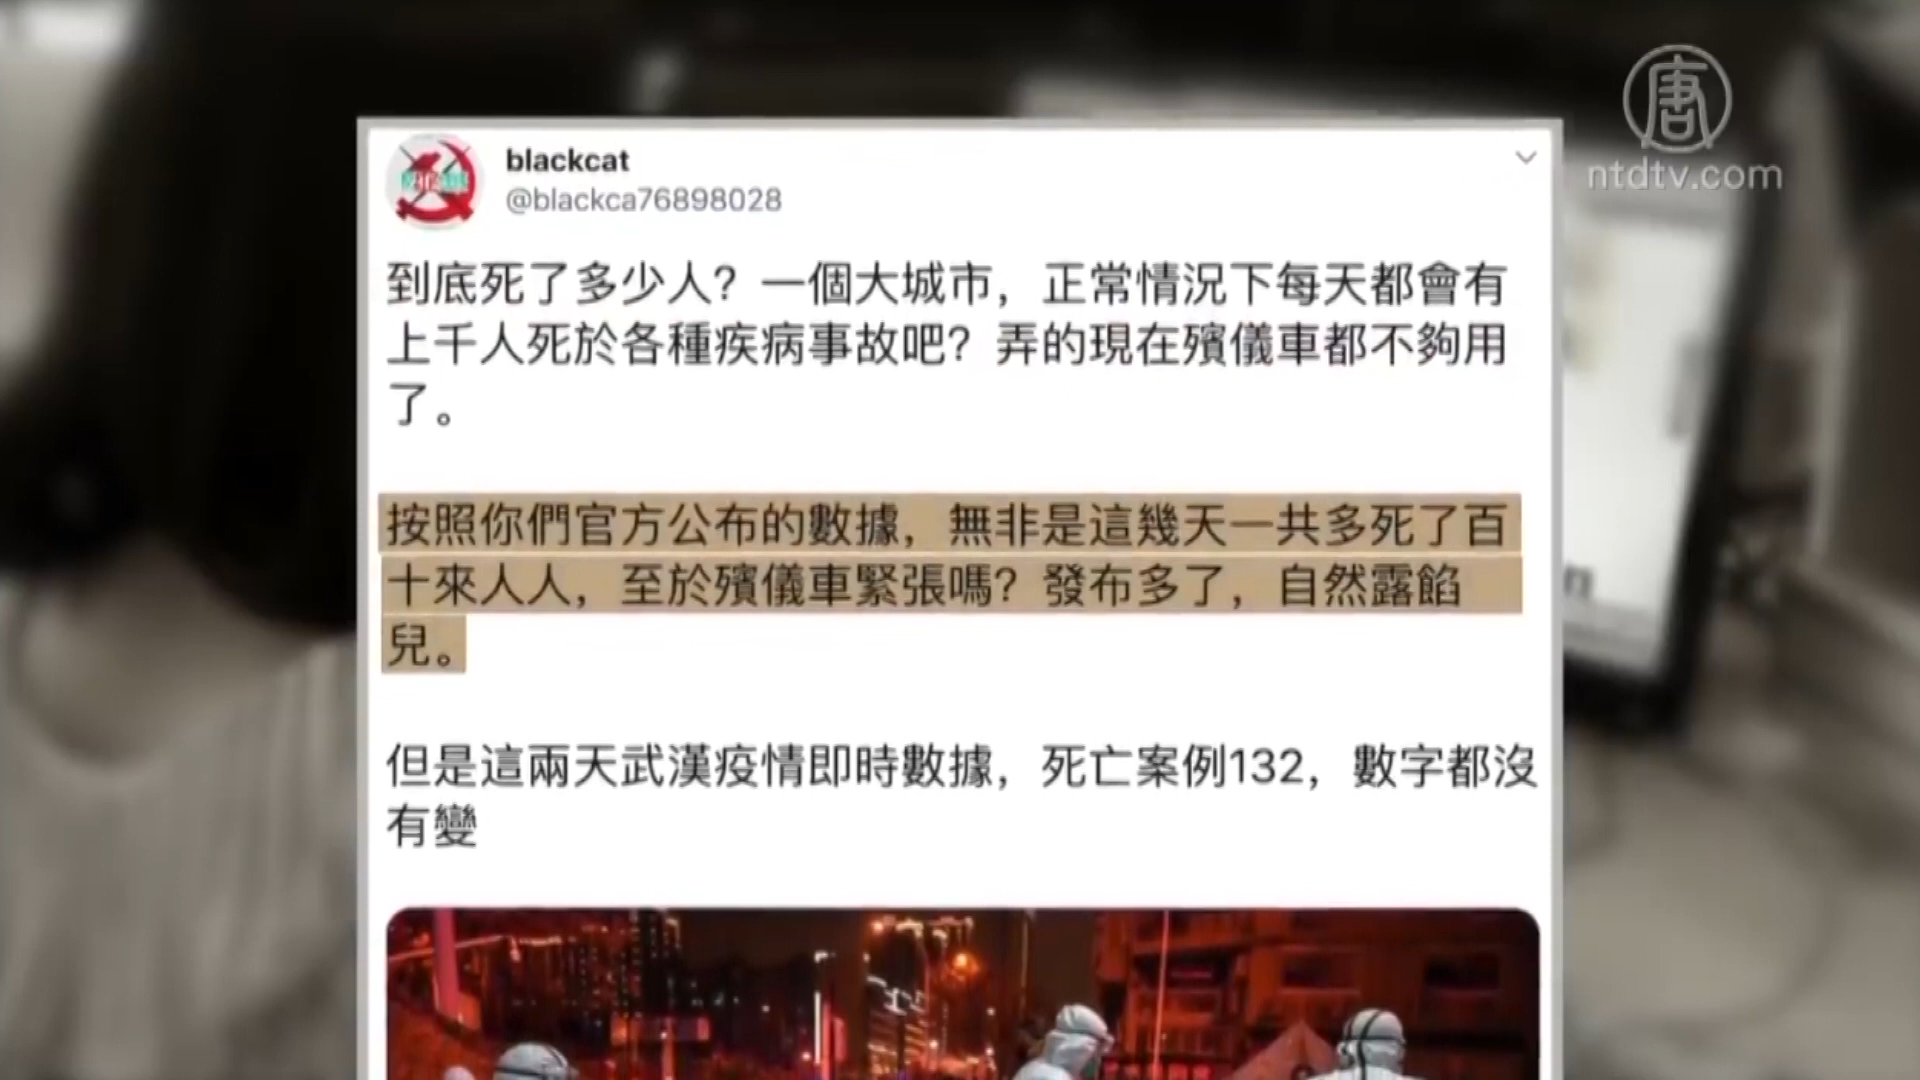 唐
ntdtv.com
blackcat
@blackca76898028
到底死了多少人？一個大城市，正常情況下每天都會有
上千人死於各種疾病事故吧？弄的現在殯儀車都不夠用
了。
按照你們官方公布的數據，無非是這幾天一共多死了百
十來人人，至於殯儀車緊張嗎？發布多了，自然露餡
兒。
但是這兩天武漢疫情即時數據，死亡案例132，數字都沒
有變